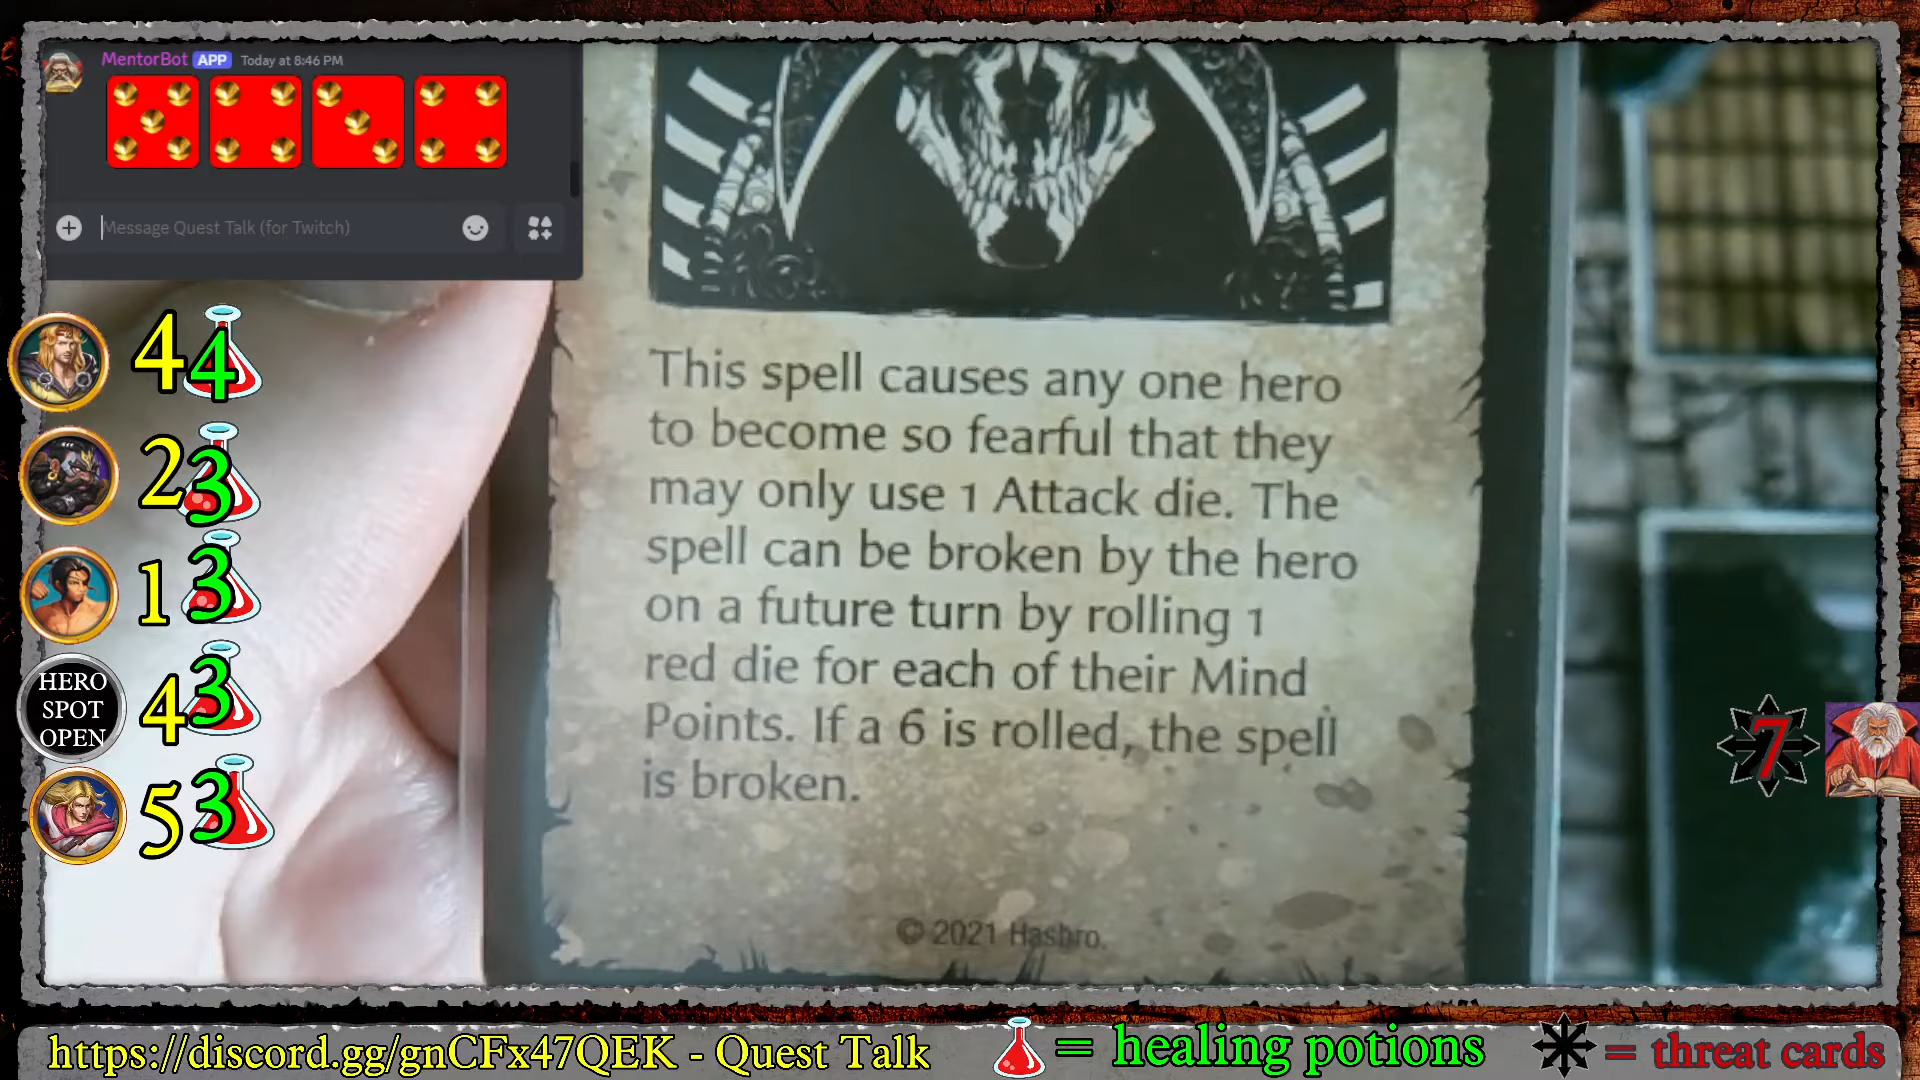 MentorBot APP Today at 8:46 PM
Message Quest Talk (for Twitch)
4 4
2 3
1 3
HERO
SPOT
OPEN
4 3
5 3
This spell causes any one hero
to become so fearful that they
may only use 1 Attack die. The
spell can be broken by the hero
on a future turn by rolling 1
red die for each of their Mind
Points. If a 6 is rolled, the spell
is broken.
© 2021 Hasbro.
7
https://discord.gg/gnCFx47QEK - Quest Talk
= healing potions
= threat cards